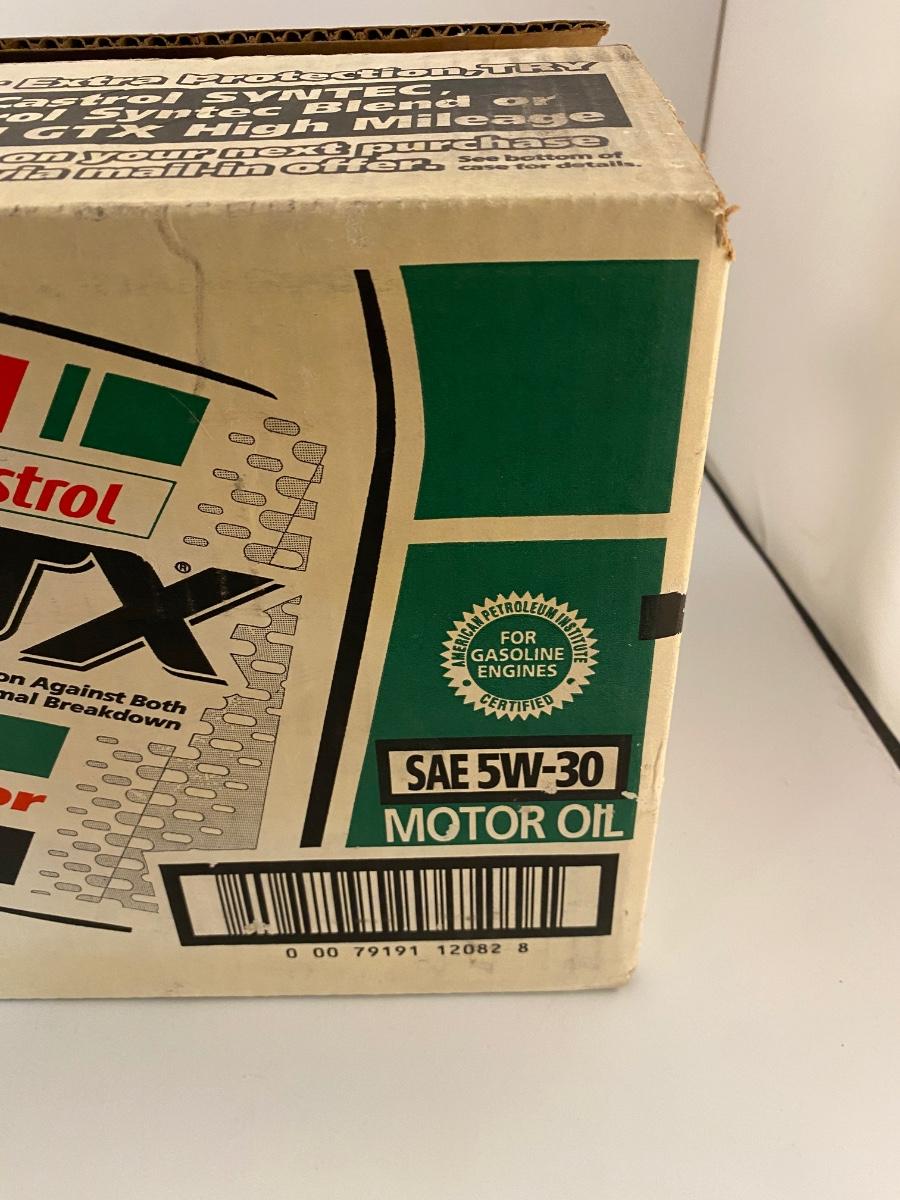 Extra Protection, TRY
Castrol SYNTEC,
rol Syntec Blend or
GTX High Mileage
on your next purchase
via mail-in offer. See bottom of
case for details.
strol
TX ®
on Against Both
mal Breakdown
or
AMERICAN PETROLEUM INSTITUTE
FOR
GASOLINE
ENGINES
CERTIFIED
SAE 5W-30
MOTOR OIL
0 00 79191 12082 8